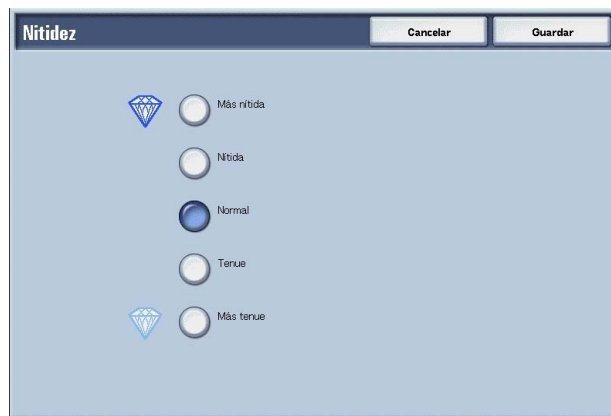 Nitidez
Cancelar
Guardar
Más nítida
Nítida
Normal
Tenue
Más tenue